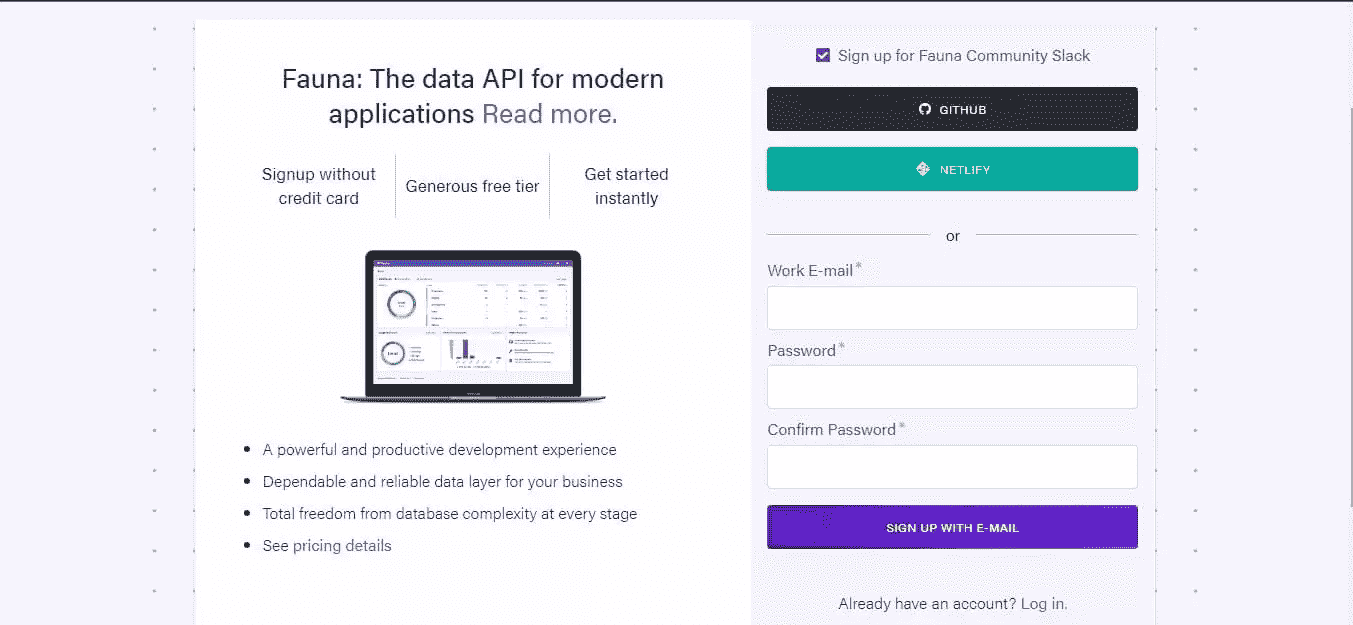 Fauna: The data API for modern
applications Read more.
Signup without
credit card
Generous free tier
Get started
instantly
A powerful and productive development experience
Dependable and reliable data layer for your business
Total freedom from database complexity at every stage
See pricing details
Sign up for Fauna Community Slack
GITHUB
NETLIFY
or
Work E-mail*
Password*
Confirm Password*
SIGN UP WITH E-MAIL
Already have an account? Log in.